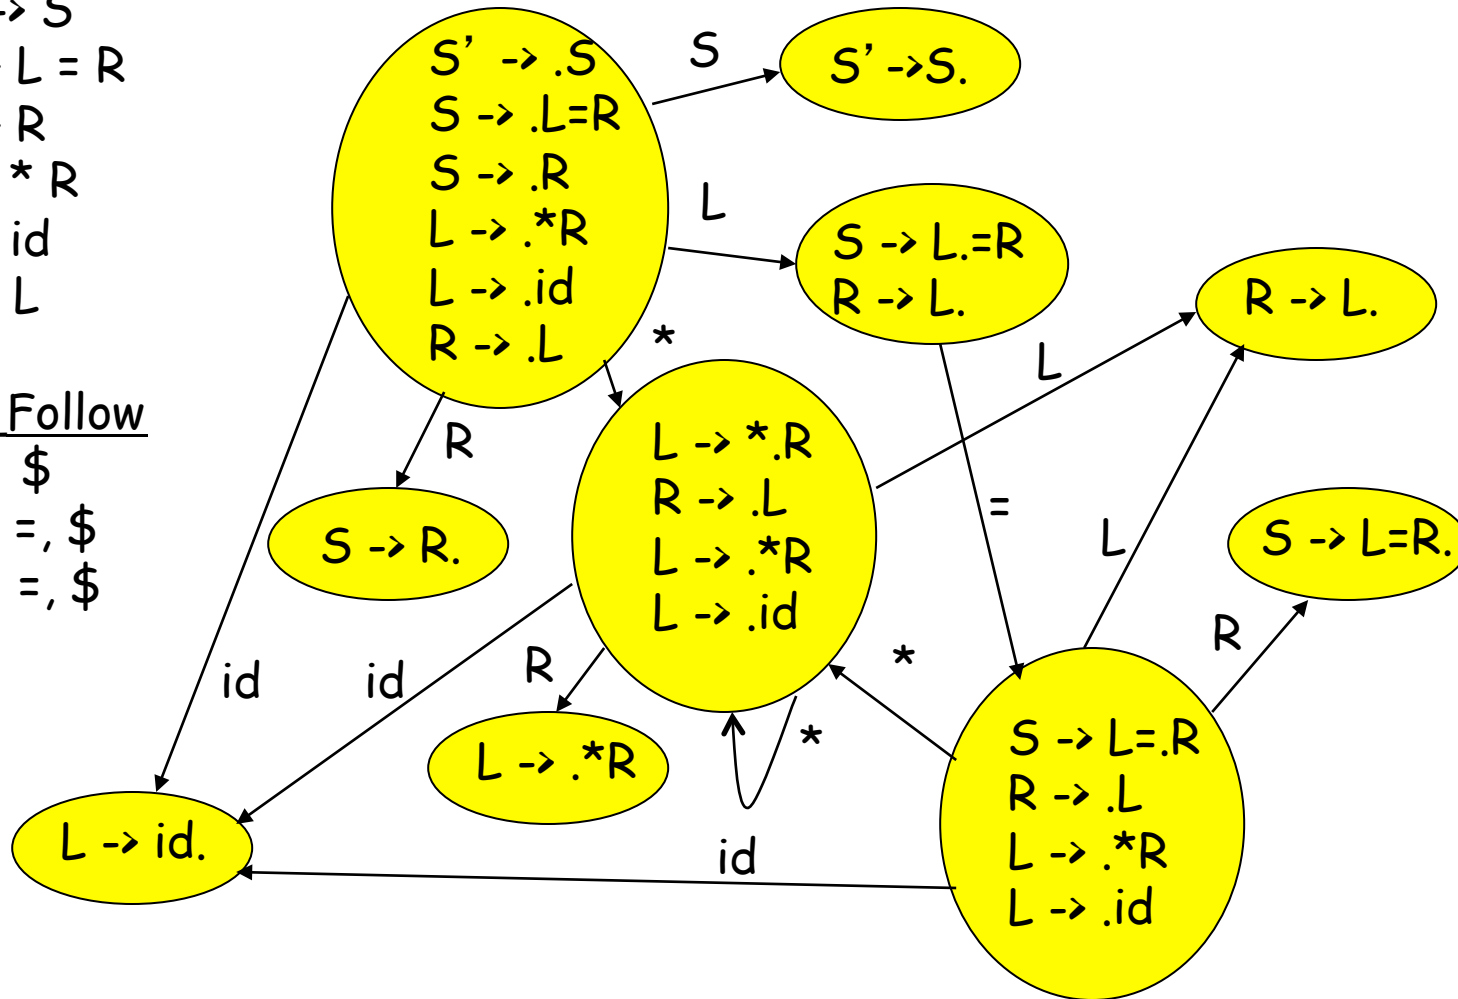 -> S
L = R
R
* R
id
L
Follow
$
=, $
=, $
S' -> .S
S -> .L=R
S -> .R
L -> .*R
L -> .id
R -> .L
S
S' ->S.
L
S -> L.=R
R -> L.
R -> L.
*
L
R
L -> *.R
R -> .L
L -> .*R
L -> .id
=
L
S -> R.
S -> L=R.
id
id
R
*
R
*
L -> .*R
S -> L=.R
R -> .L
L -> .*R
L -> .id
L -> id.
id